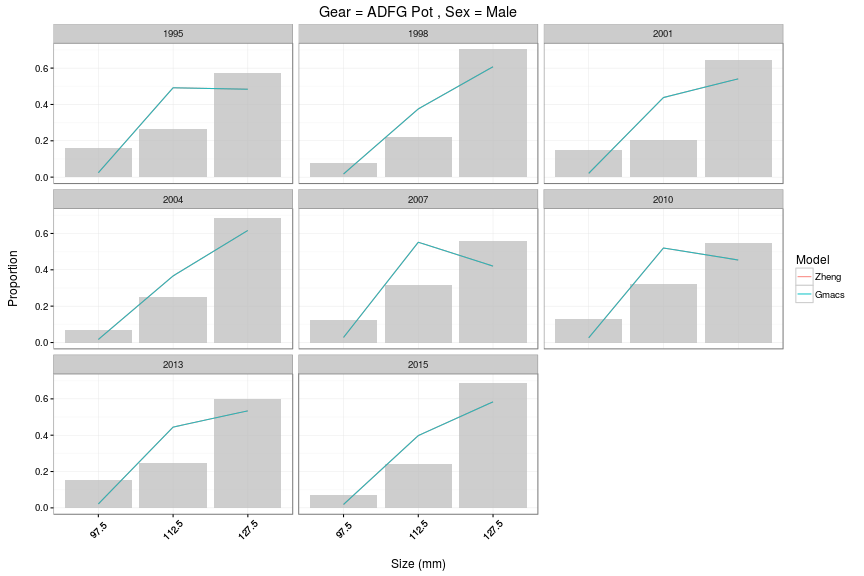 Gear = ADFG Pot , Sex = Male
1995 1998 2001
0.6
0.4
0.2
0.0
2004 2007 2010
0.6
0.4
0.2
0.0
2013 2015
0.6
0.4
0.2
0.0
97.5 112.5 127.5 97.5 112.5 127.5
Size (mm)
Proportion
Model
Zheng
Gmacs